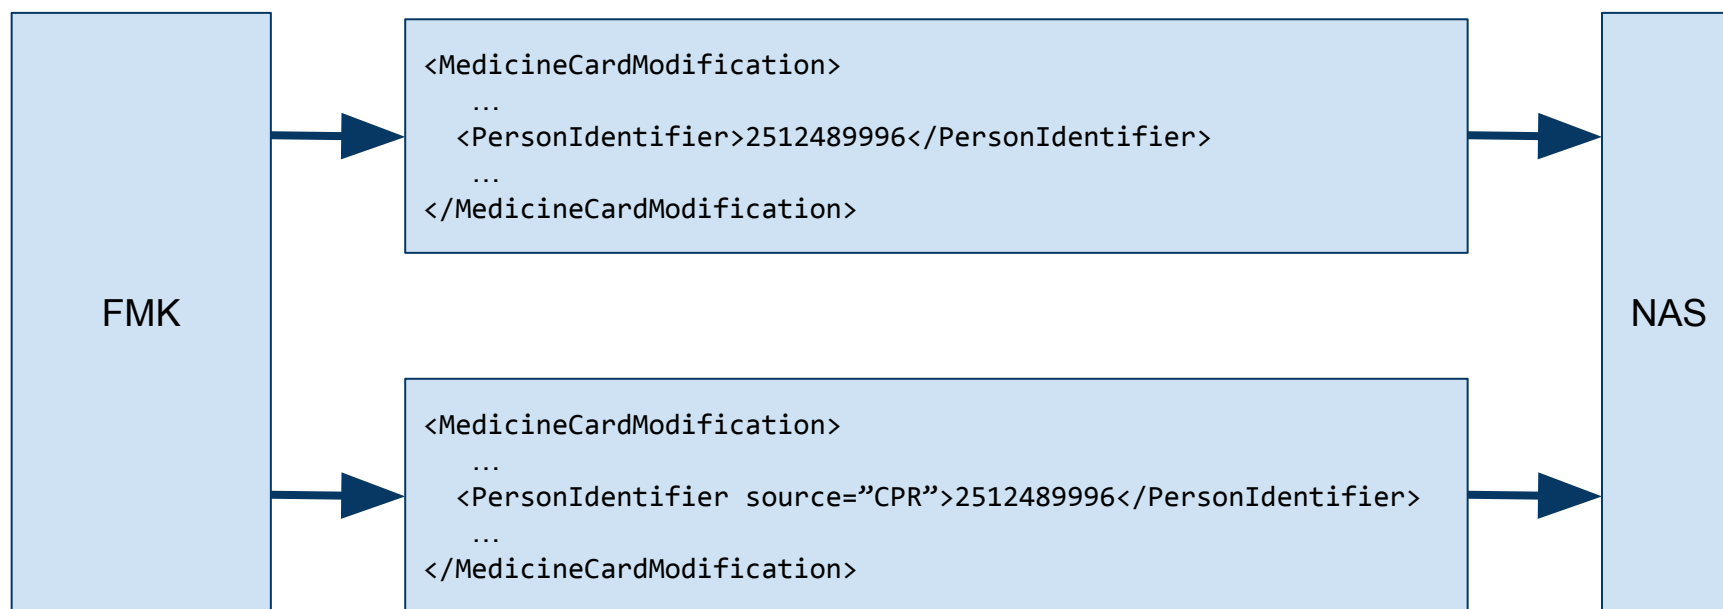 FMK
<MedicineCardModification>
…
<PersonIdentifier>2512489996</PersonIdentifier>
…
</MedicineCardModification>
<MedicineCardModification>
…
<PersonIdentifier source=”CPR”>2512489996</PersonIdentifier>
…
</MedicineCardModification>
NAS